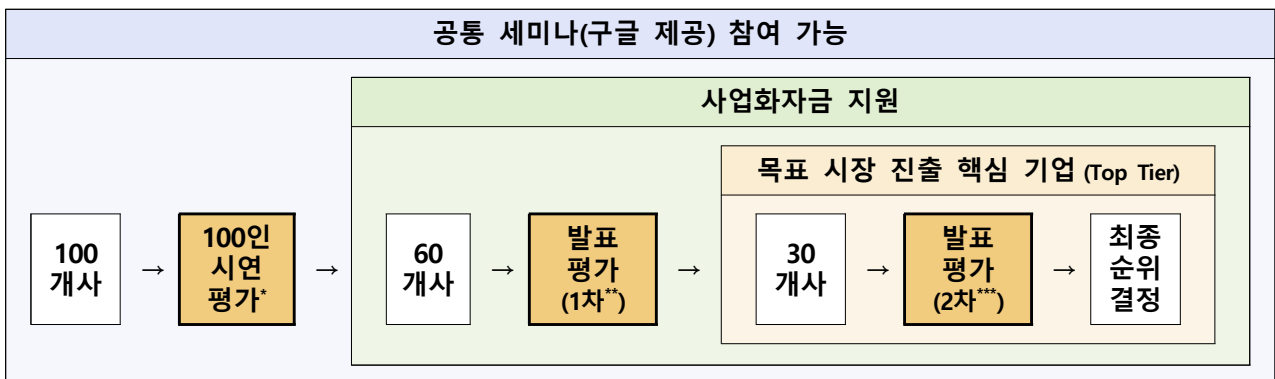 공통 세미나(구글 제공) 참여 가능
사업화자금 지원
목표 시장 진출 핵심 기업 (Top Tier)
100
개사
→
100인
시연
평가*
→
60
개사
→
발표
평가
(1차**)
→
30
개사
→
발표
평가
(2차***)
→
최종
순위
결정